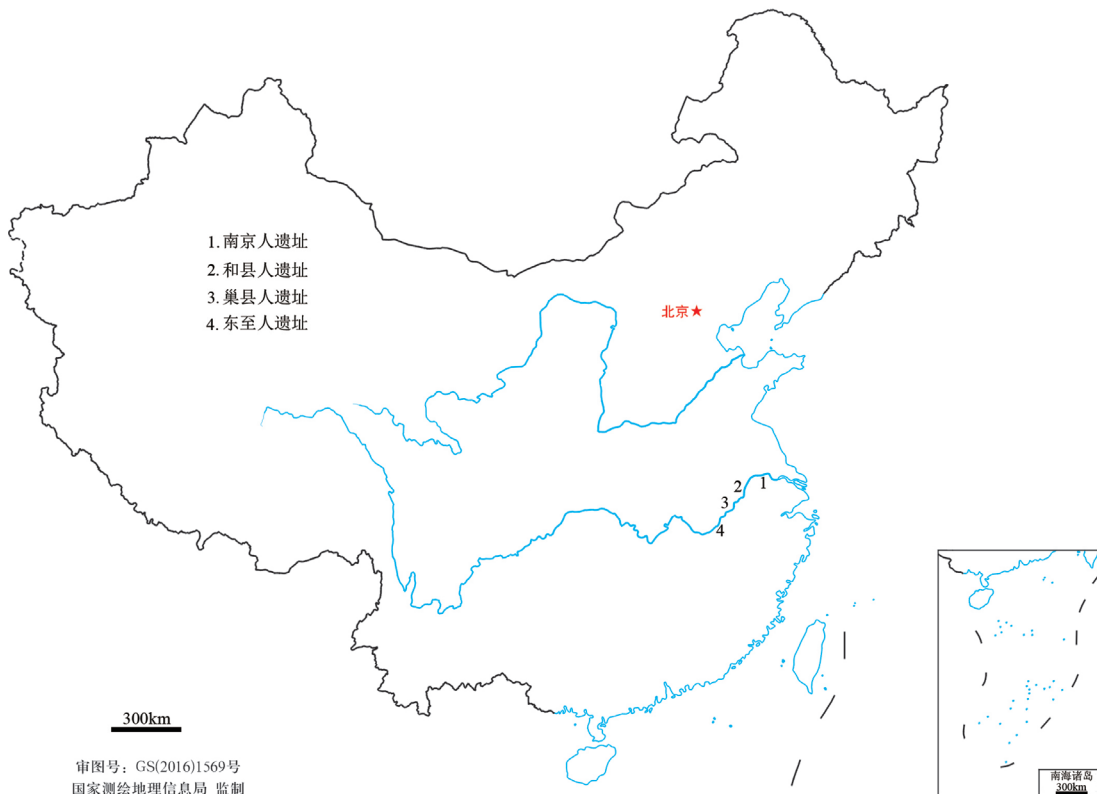 1. 南京人遗址
2. 和县人遗址
3. 巢县人遗址
4. 东至人遗址
北京★
1
2
3
4
300km
审图号：GS(2016)1569号
国家测绘地理信息局 监制
南海诸岛
300km